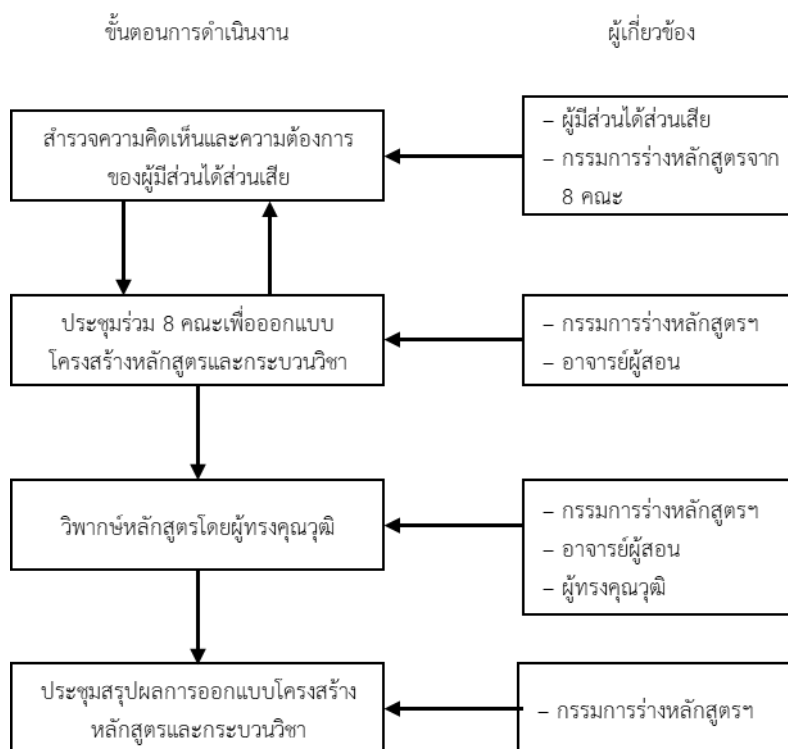 ขั้นตอนการดำเนินงาน
ผู้เกี่ยวข้อง
สำรวจความคิดเห็นและความต้องการ
ของผู้มีส่วนได้ส่วนเสีย
– ผู้มีส่วนได้ส่วนเสีย
– กรรมการร่างหลักสูตรจาก
8 คณะ
ประชุมร่วม 8 คณะเพื่อออกแบบ
โครงสร้างหลักสูตรและกระบวนวิชา
– กรรมการร่างหลักสูตรฯ
– อาจารย์ผู้สอน
วิพากษ์หลักสูตรโดยผู้ทรงคุณวุฒิ
– กรรมการร่างหลักสูตรฯ
– อาจารย์ผู้สอน
– ผู้ทรงคุณวุฒิ
ประชุมสรุปผลการออกแบบโครงสร้าง
หลักสูตรและกระบวนวิชา
– กรรมการร่างหลักสูตรฯ